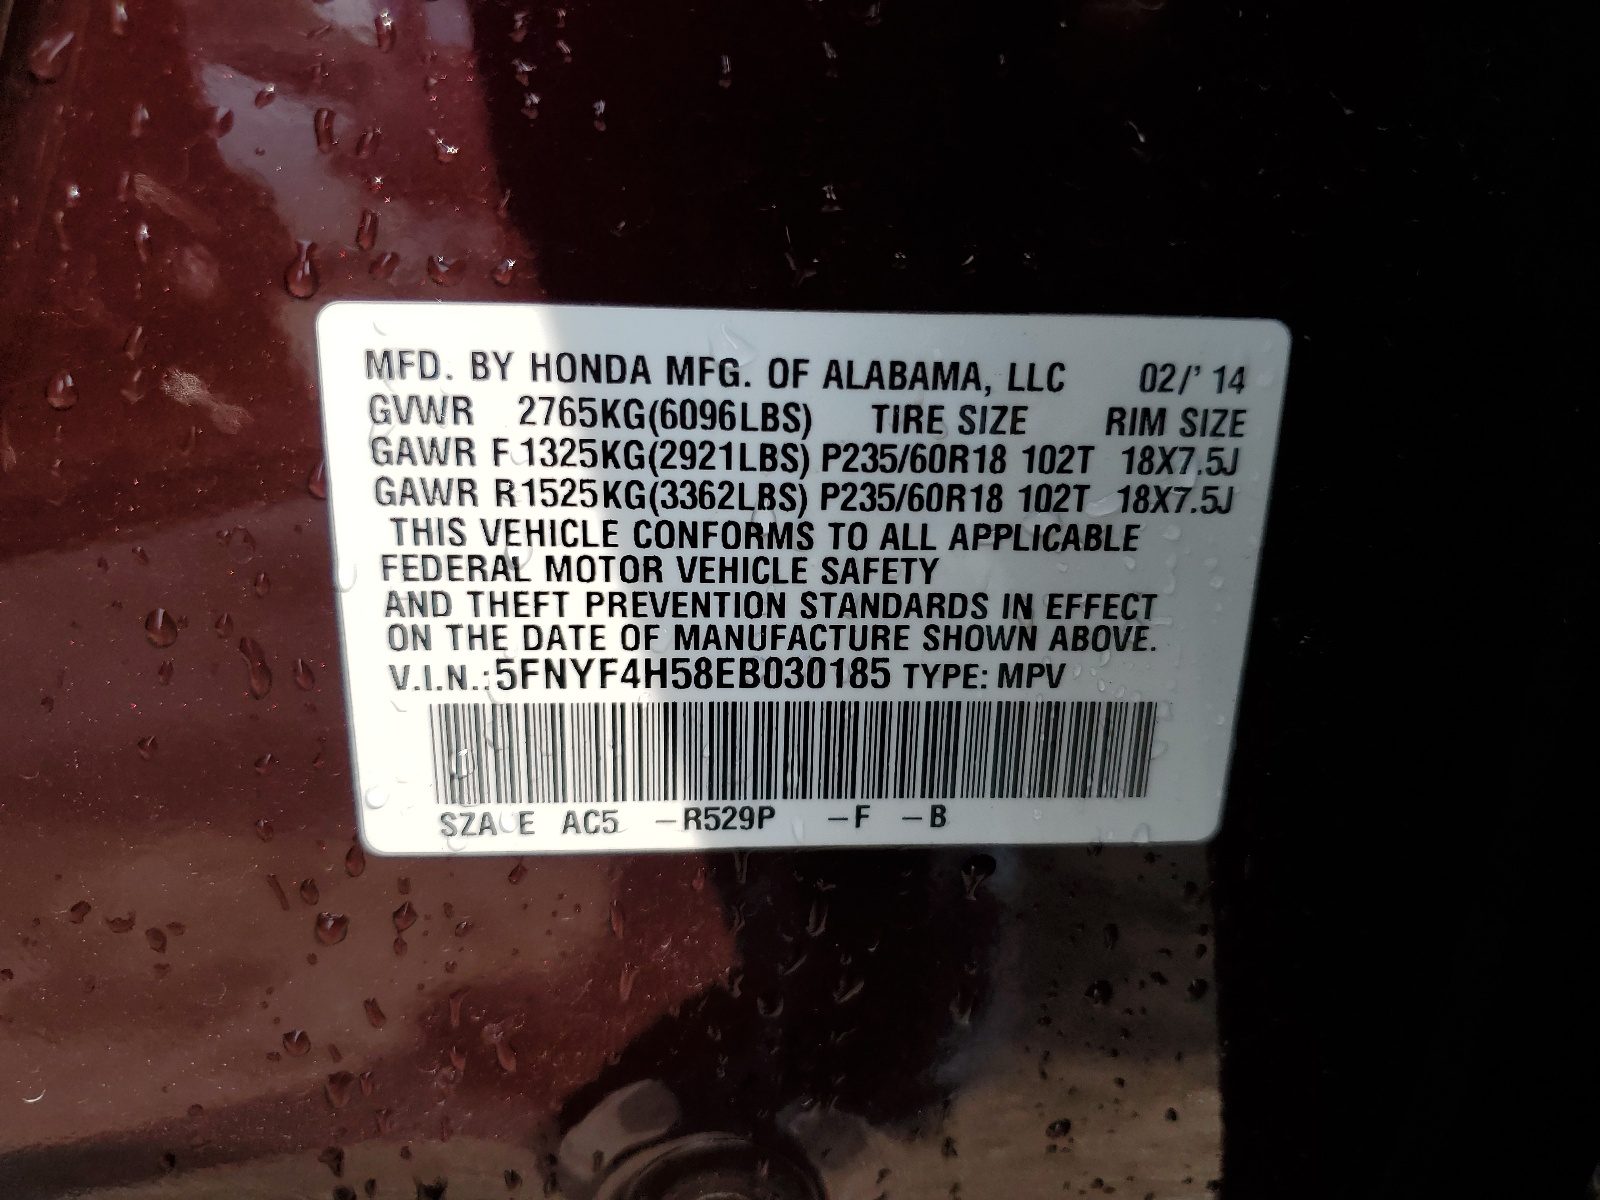 MFD. BY HONDA MFG. OF ALABAMA, LLC 02/' 14
GVWR 2765KG(6096LBS) TIRE SIZE RIM SIZE
GAWR F 1325KG(2921LBS) P235/60R18 102T 18X7.5J
GAWR R 1525KG(3362LBS) P235/60R18 102T 18X7.5J
THIS VEHICLE CONFORMS TO ALL APPLICABLE
FEDERAL MOTOR VEHICLE SAFETY
AND THEFT PREVENTION STANDARDS IN EFFECT
ON THE DATE OF MANUFACTURE SHOWN ABOVE.
V.I.N.:5FNYF4H58EB030185 TYPE: MPV
SZA E AC5 –R529P –F –B